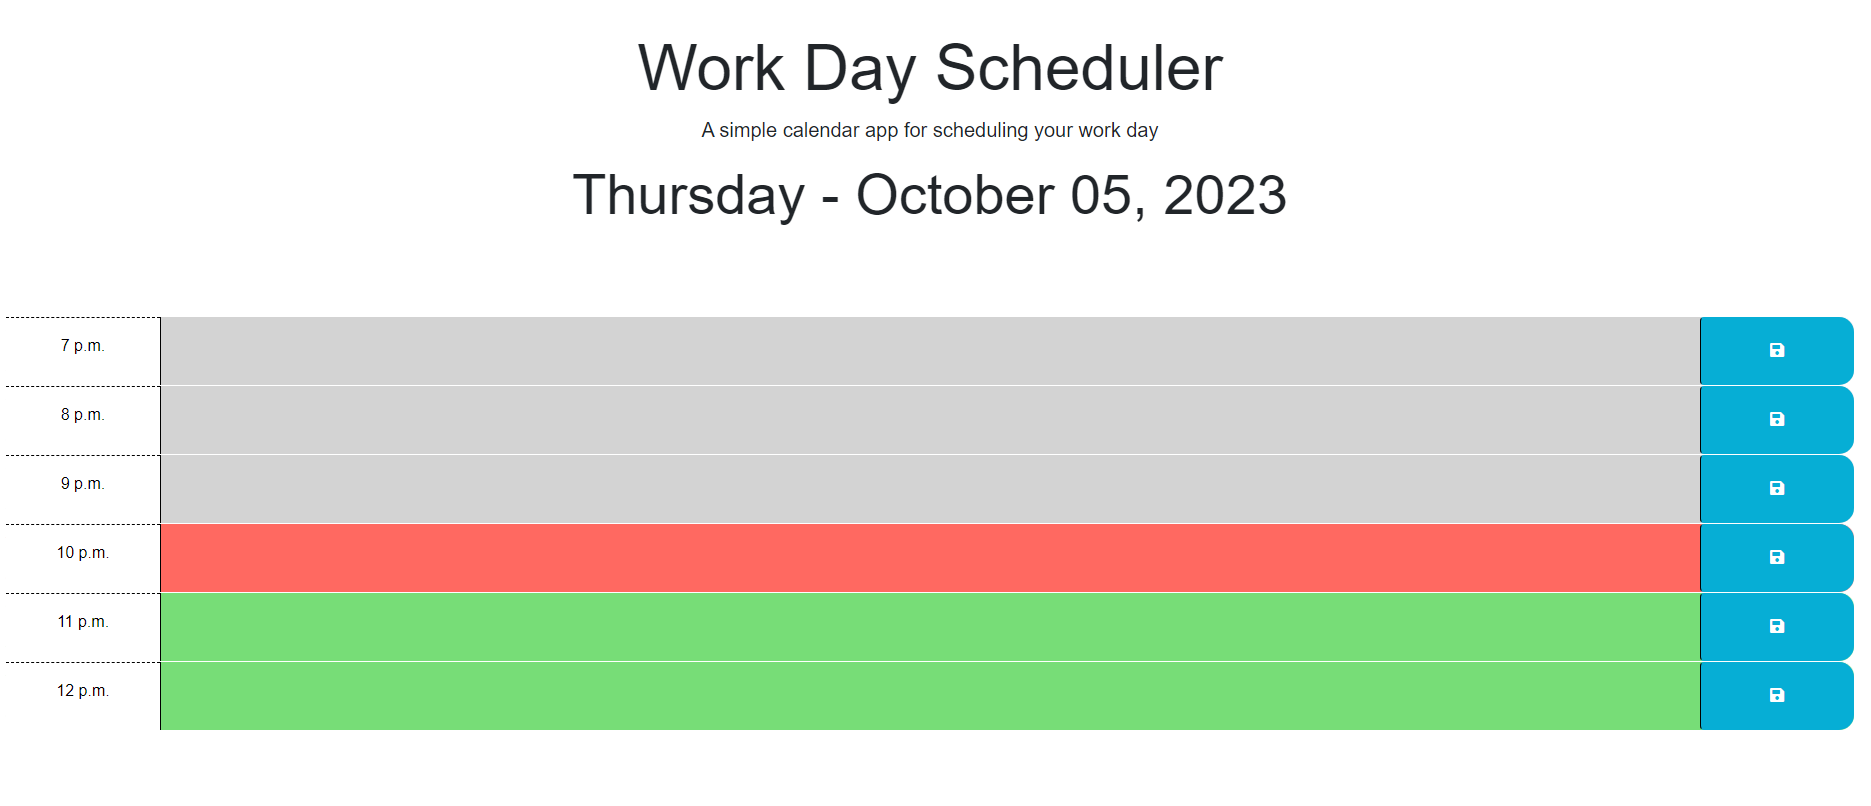 Work Day Scheduler
A simple calendar app for scheduling your work day
Thursday - October 05, 2023
7 p.m.
8 p.m.
9 p.m.
10 p.m.
11 p.m.
12 p.m.